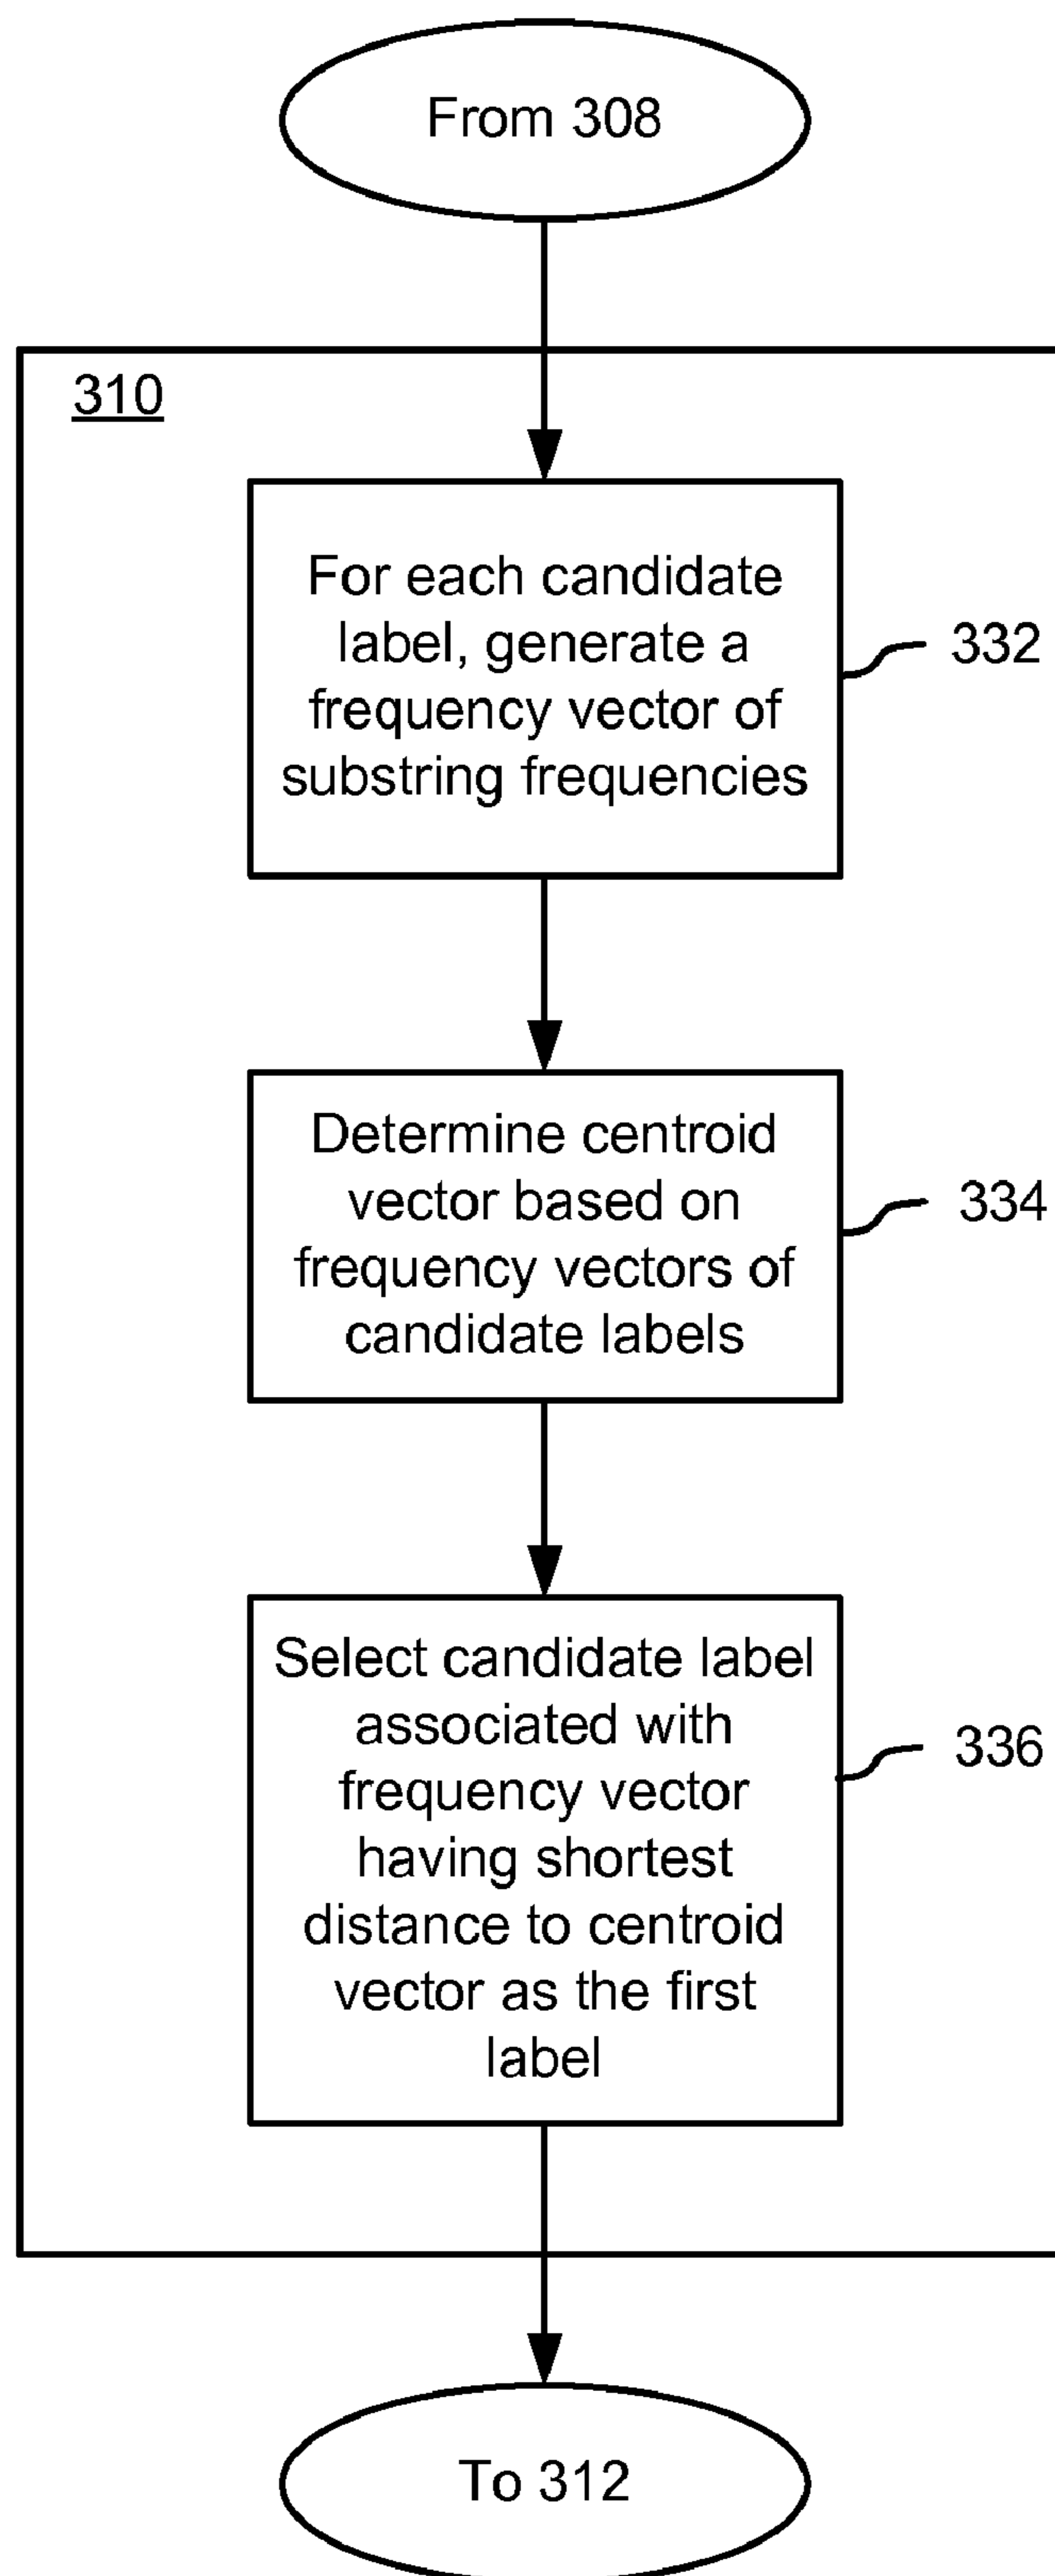 From 308
310
For each candidate
label, generate a
frequency vector of
substring frequencies
332
Determine centroid
vector based on
frequency vectors of
candidate labels
334
Select candidate label
associated with
frequency vector
having shortest
distance to centroid
vector as the first
label
336
To 312